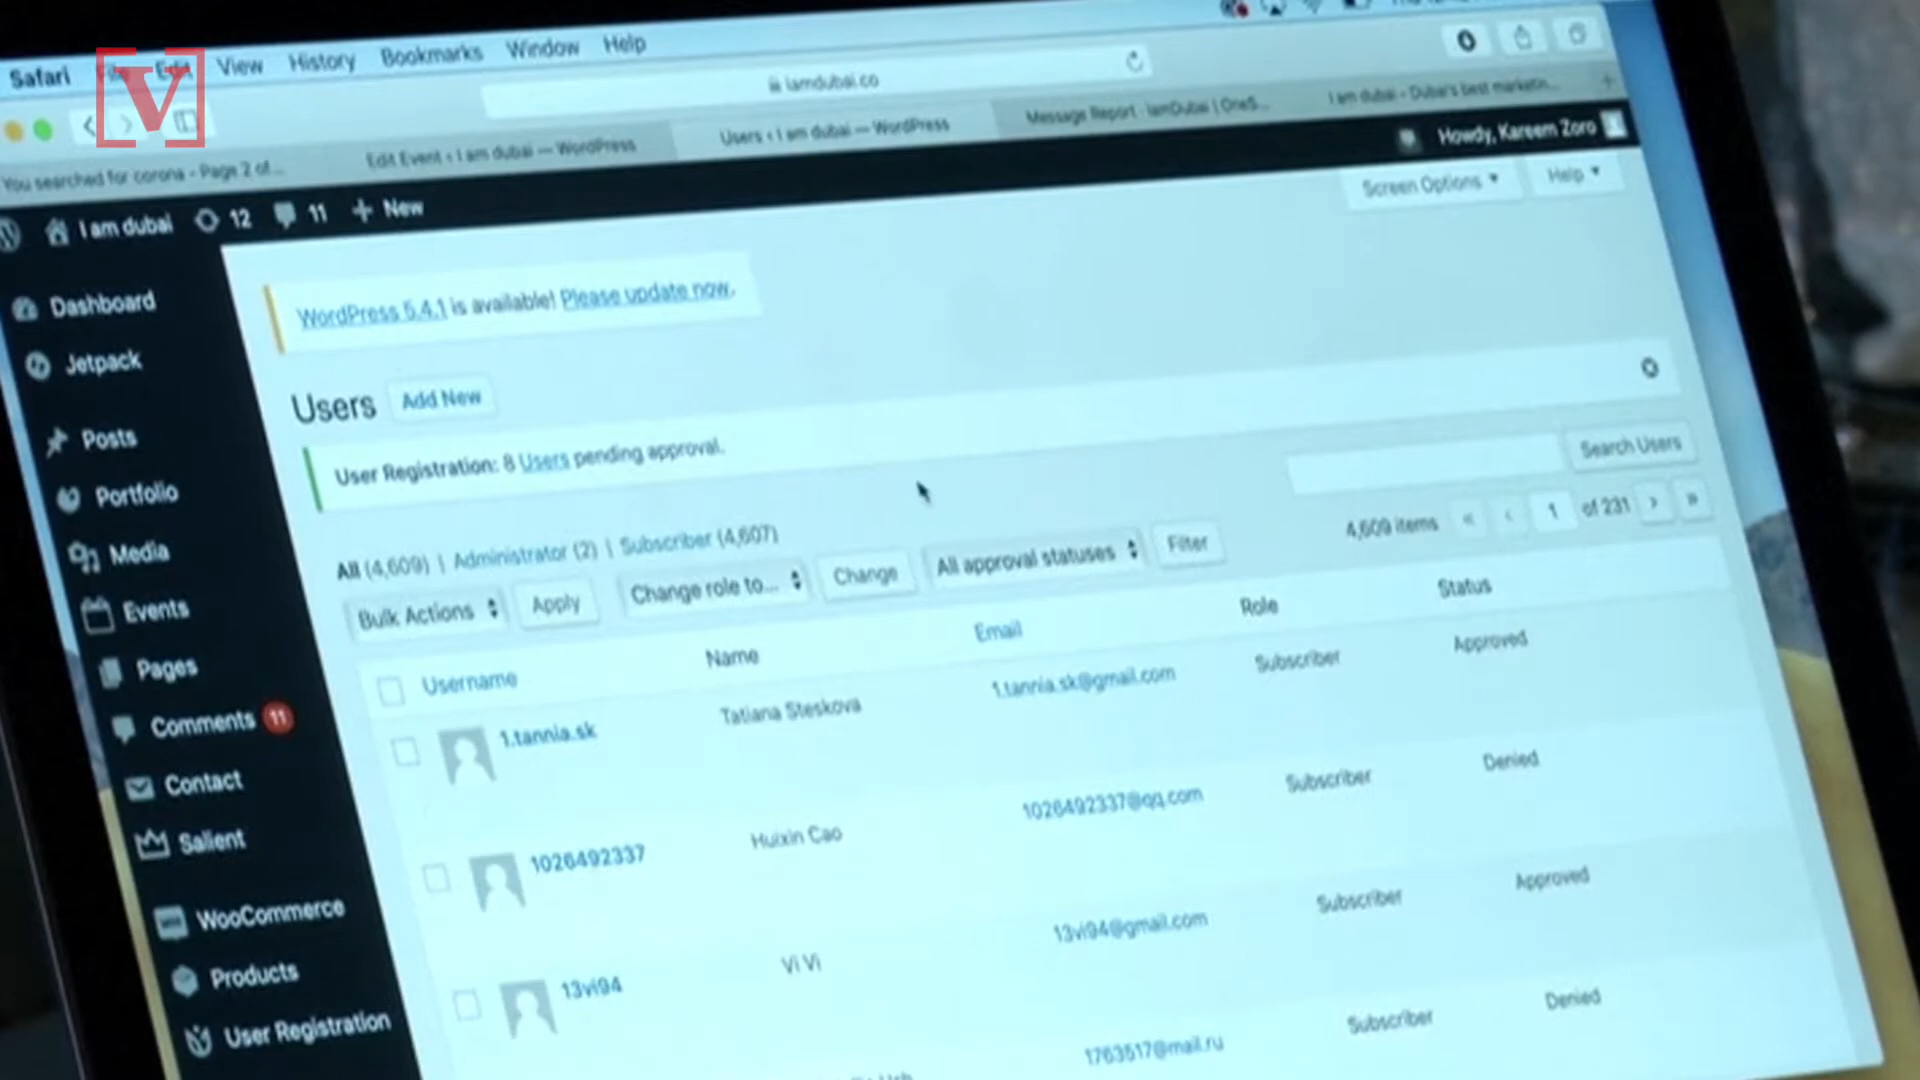 Safari File Edit View History Bookmarks Window Help
V
iamdubai.co
You searched for corona - Page 2 of...
Edit Event ‹ I am dubai — WordPress
Users ‹ I am dubai — WordPress
Message Report · IamDubai | OneS...
I am dubai - Dubai's best marketin...
I am dubai 12 11 + New
Howdy, Kareem Zoro
Screen Options
Help
WordPress 5.4.1 is available! Please update now.
Users Add New
User Registration: 8 Users pending approval.
Search Users
All (4,609) | Administrator (2) | Subscriber (4,607)
4,609 items « ‹ 1 of 231 › »
Bulk Actions Apply Change role to... Change All approval statuses Filter
Username Name Email Role Status
1.tannia.sk Tatiana Steskova 1.tannia.sk@gmail.com Subscriber Approved
1026492337 Huixin Cao 1026492337@qq.com Subscriber Denied
13vi94 Vi Vi 13vi94@gmail.com Subscriber Approved
1763517@mail.ru Subscriber Denied
Dashboard
Jetpack
Posts
Portfolio
Media
Events
Pages
Comments 11
Contact
Salient
WooCommerce
Products
User Registration